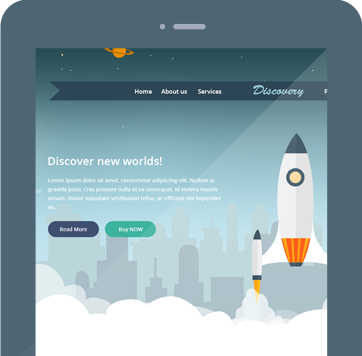 Home About us Services Discovery P
Discover new worlds!
Lorem ipsum dolor sit amet, consectetur adipiscing elit. Nullam ac
gravida justo. Cras posuere nulla et ex consequat, id viverra mauris
ornare. Donec vulputate vestibulum tellus, ac effic itur nisl imperdiet
eu.
Read More Buy NOW